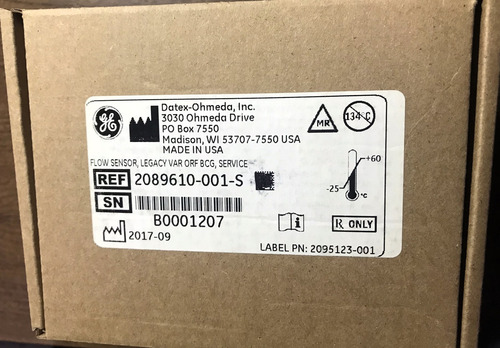 GE
Datex-Ohmeda, Inc.
3030 Ohmeda Drive
PO Box 7550
Madison, WI 53707-7550 USA
MADE IN USA
MR
134 C
FLOW SENSOR, LEGACY VAR ORF BCG, SERVICE
REF 2089610-001-S
+60
-25
°C
SN
B0001207
2017-09
i
R ONLY
LABEL PN: 2095123-001